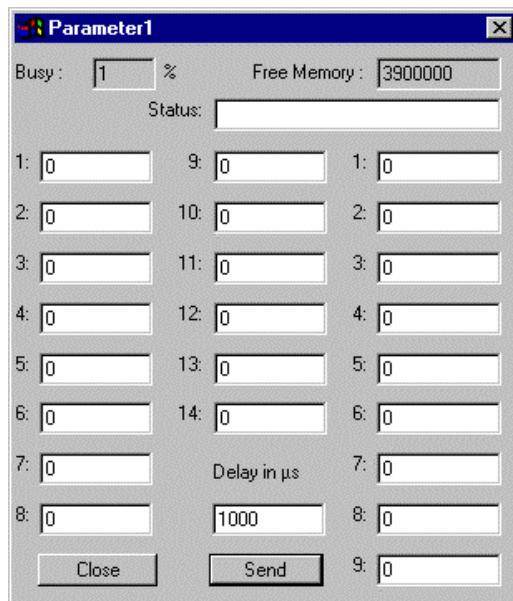 Parameter1
Busy : 1 % Free Memory : 3900000
Status:
1: 0 9: 0 1: 0
2: 0 10: 0 2: 0
3: 0 11: 0 3: 0
4: 0 12: 0 4: 0
5: 0 13: 0 5: 0
6: 0 14: 0 6: 0
7: 0 Delay in µs 7: 0
8: 0 1000 8: 0
Close Send 9: 0